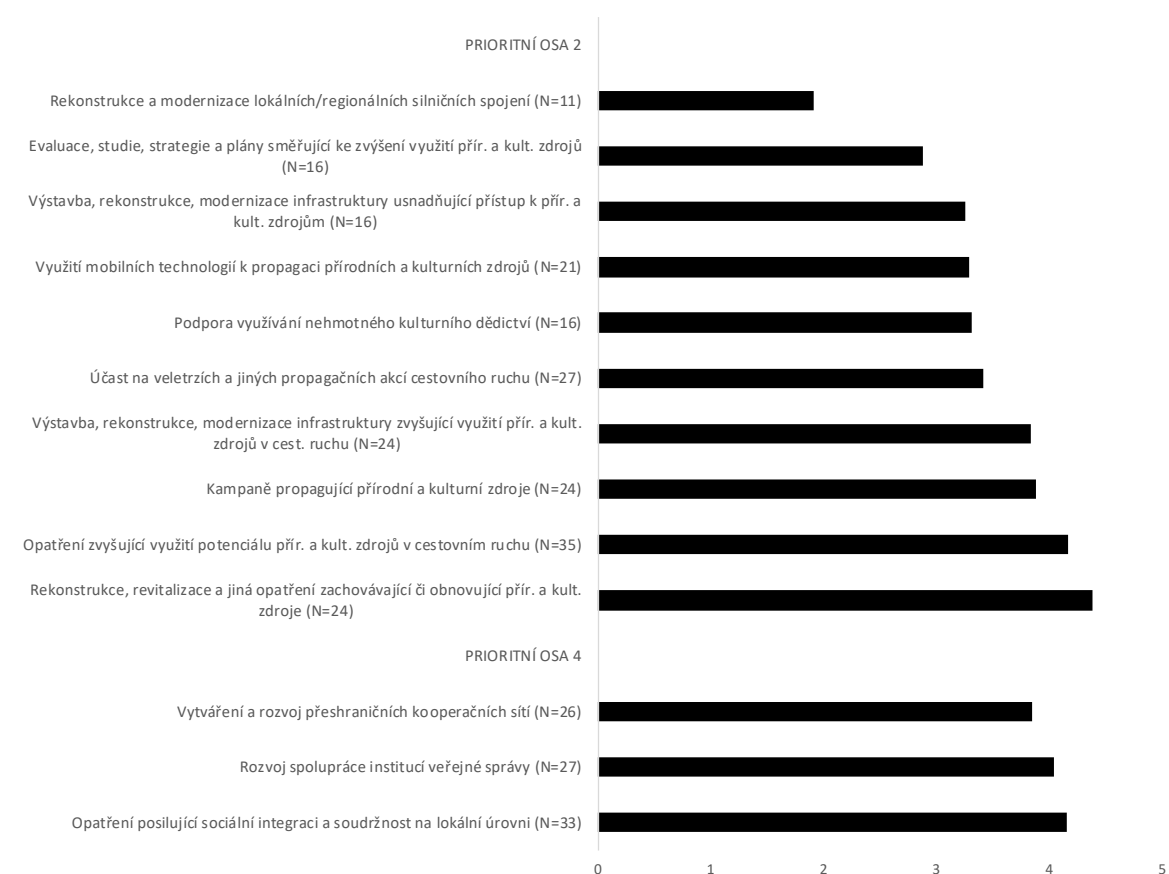 PRIORITNÍ OSA 2
Rekonstrukce a modernizace lokálních/regionálních silničních spojení (N=11)
Evaluace, studie, strategie a plány směřující ke zvýšení využití přír. a kult. zdrojů
(N=16)
Výstavba, rekonstrukce, modernizace infrastruktury usnadňující přístup k přír. a
kult. zdrojům (N=16)
Využití mobilních technologií k propagaci přírodních a kulturních zdrojů (N=21)
Podpora využívání nehmotného kulturního dědictví (N=16)
Účast na veletrzích a jiných propagačních akcí cestovního ruchu (N=27)
Výstavba, rekonstrukce, modernizace infrastruktury zvyšující využití přír. a kult.
zdrojů v cest. ruchu (N=24)
Kampaně propagující přírodní a kulturní zdroje (N=24)
Opatření zvyšující využití potenciálu přír. a kult. zdrojů v cestovním ruchu (N=35)
Rekonstrukce, revitalizace a jiná opatření zachovávající či obnovující přír. a kult.
zdroje (N=24)
PRIORITNÍ OSA 4
Vytváření a rozvoj přeshraničních kooperačních sítí (N=26)
Rozvoj spolupráce institucí veřejné správy (N=27)
Opatření posilující sociální integraci a soudržnost na lokální úrovni (N=33)
0 1 2 3 4 5